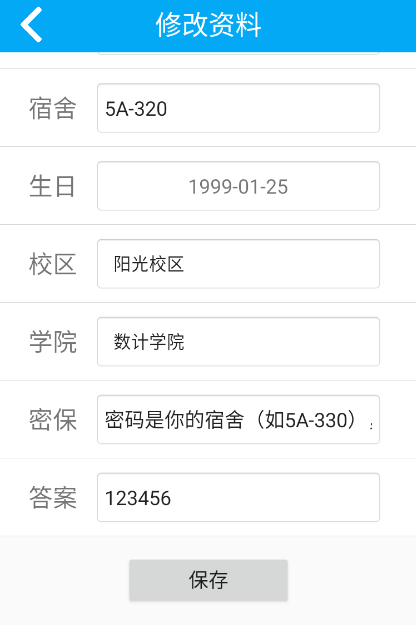 修改资料
宿舍 5A-320
生日 1999-01-25
校区 阳光校区
学院 数计学院
密保 密码是你的宿舍（如5A-330）
答案 123456
保存